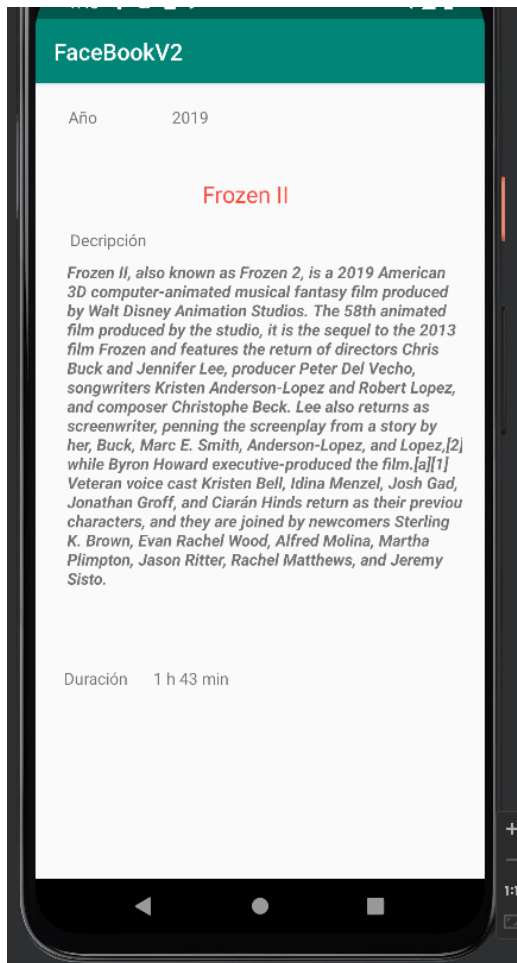 FaceBookV2
Año 2019
Frozen II
Decripción
Frozen II, also known as Frozen 2, is a 2019 American
3D computer-animated musical fantasy film produced
by Walt Disney Animation Studios. The 58th animated
film produced by the studio, it is the sequel to the 2013
film Frozen and features the return of directors Chris
Buck and Jennifer Lee, producer Peter Del Vecho,
songwriters Kristen Anderson-Lopez and Robert Lopez,
and composer Christophe Beck. Lee also returns as
screenwriter, penning the screenplay from a story by
her, Buck, Marc E. Smith, Anderson-Lopez, and Lopez,[2]
while Byron Howard executive-produced the film.[a][1]
Veteran voice cast Kristen Bell, Idina Menzel, Josh Gad,
Jonathan Groff, and Ciarán Hinds return as their previou
characters, and they are joined by newcomers Sterling
K. Brown, Evan Rachel Wood, Alfred Molina, Martha
Plimpton, Jason Ritter, Rachel Matthews, and Jeremy
Sisto.
Duración 1 h 43 min